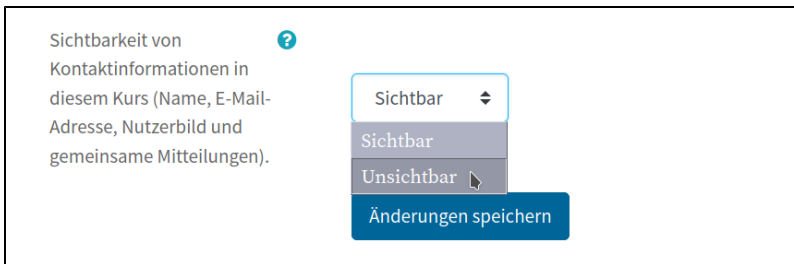 Sichtbarkeit von
Kontaktinformationen in
diesem Kurs (Name, E-Mail-
Adresse, Nutzerbild und
gemeinsame Mitteilungen).
?
Sichtbar
Sichtbar
Unsichtbar
Änderungen speichern